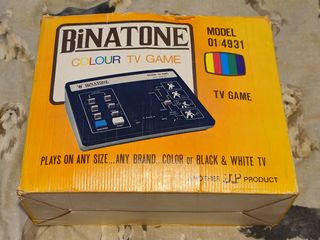 BiNATONE
COLOUR TV GAME
MODEL
01/4931
TV GAME
BiNATONE
PLAYS ON ANY SIZE...ANY BRAND..COLOR or BLACK & WHITE TV
PRODUCT